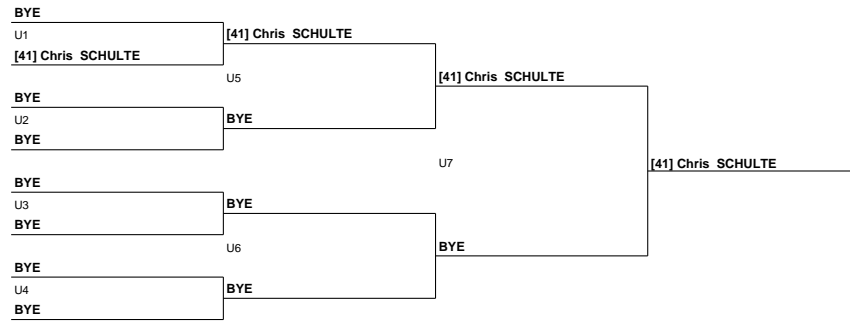 BYE
U1
[41] Chris SCHULTE
[41] Chris SCHULTE
U5
[41] Chris SCHULTE
BYE
U2
BYE
BYE
U7
[41] Chris SCHULTE
BYE
U3
BYE
BYE
U6
BYE
BYE
U4
BYE
BYE